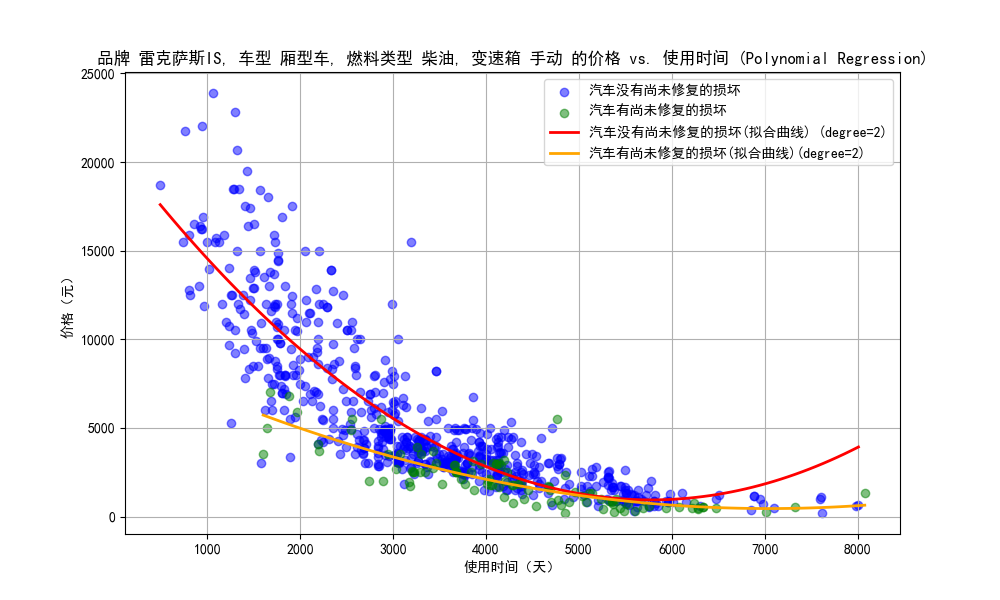 品牌 雷克萨斯IS, 车型 厢型车, 燃料类型 柴油, 变速箱 手动 的价格 vs. 使用时间 (Polynomial Regression)
汽车没有尚未修复的损坏
汽车有尚未修复的损坏
汽车没有尚未修复的损坏(拟合曲线) (degree=2)
汽车有尚未修复的损坏(拟合曲线)(degree=2)
价格（元）
25000
20000
15000
10000
5000
0
1000 2000 3000 4000 5000 6000 7000 8000
使用时间（天）